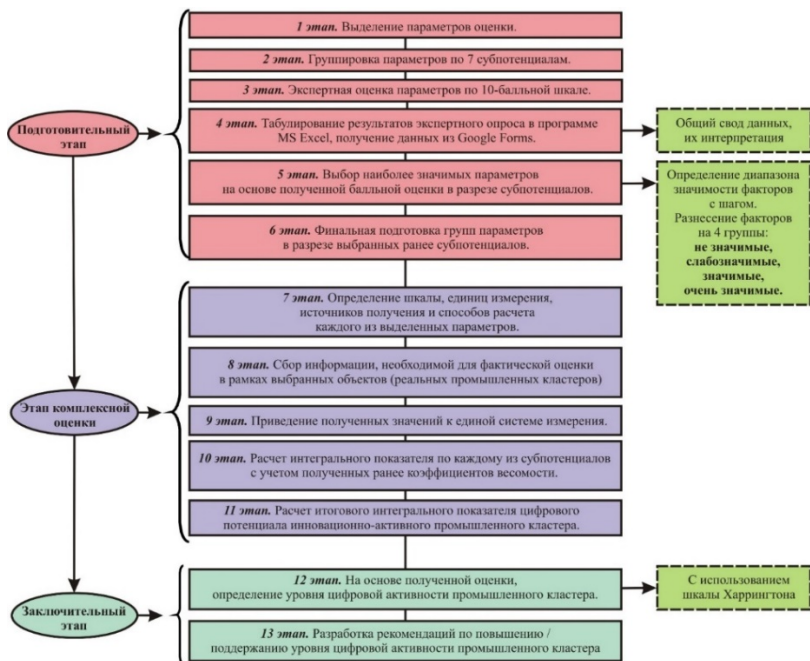 1 этап. Выделение параметров оценки.
2 этап. Группировка параметров по 7 субпотенциалам.
3 этап. Экспертная оценка параметров по 10-балльной шкале.
Подготовительный
этап
4 этап. Табулирование результатов экспертного опроса в программе
MS Excel, получение данных из Google Forms.
Общий свод данных,
их интерпретация
5 этап. Выбор наиболее значимых параметров
на основе полученной балльной оценки в разрезе субпотенциалов.
Определение диапазона
значимости факторов
с шагом.
Разнесение факторов
на 4 группы:
не значимые,
слабозначимые,
значимые,
очень значимые.
6 этап. Финальная подготовка групп параметров
в разрезе выбранных ранее субпотенциалов.
7 этап. Определение шкалы, единиц измерения,
источников получения и способов расчета
каждого из выделенных параметров.
8 этап. Сбор информации, необходимой для фактической оценки
в рамках выбранных объектов (реальных промышленных кластеров)
Этап комплексной
оценки
9 этап. Приведение полученных значений к единой системе измерения.
10 этап. Расчет интегрального показателя по каждому из субпотенциалов
с учетом полученных ранее коэффициентов весомости.
11 этап. Расчет итогового интегрального показателя цифрового
потенциала инновационно-активного промышленного кластера.
12 этап. На основе полученной оценки,
определение уровня цифровой активности промышленного кластера.
С использованием
шкалы Харрингтона
Заключительный
этап
13 этап. Разработка рекомендаций по повышению /
поддержанию уровня цифровой активности промышленного кластера